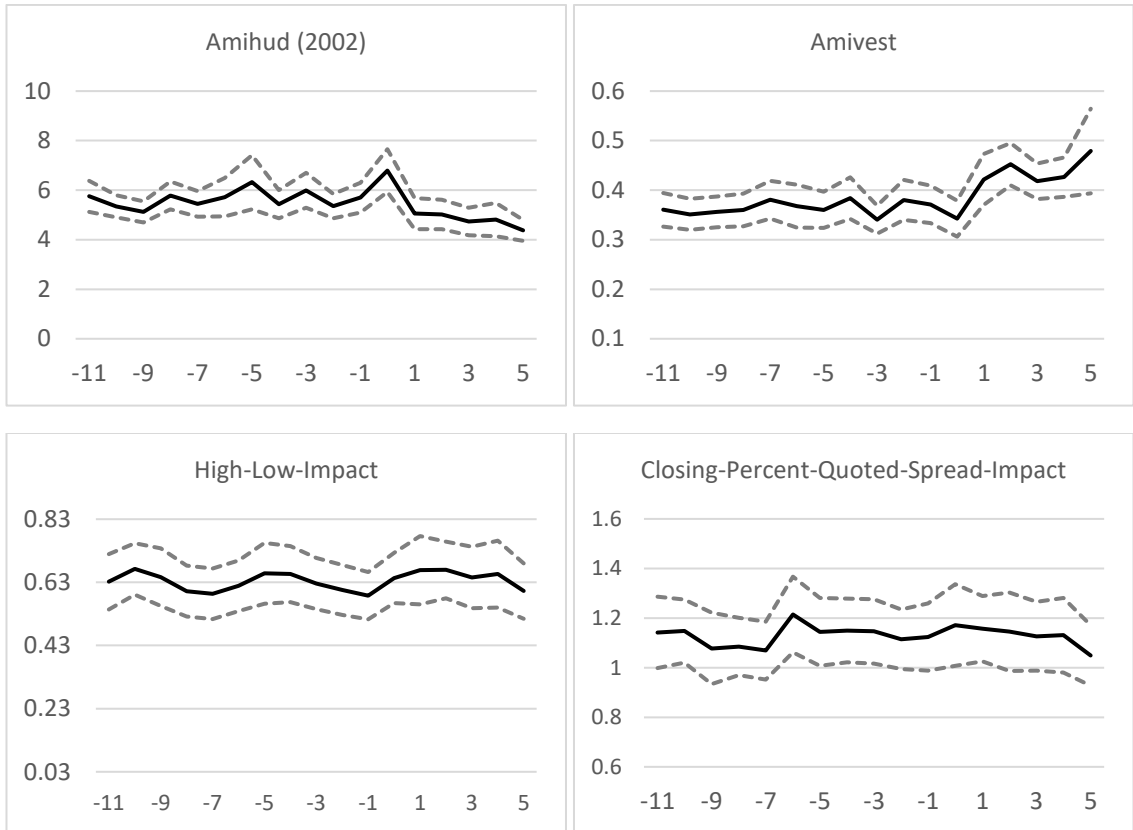 Amihud (2002)
10
8
6
4
2
0
-11 -9 -7 -5 -3 -1 1 3 5
Amivest
0.6
0.5
0.4
0.3
0.2
0.1
-11 -9 -7 -5 -3 -1 1 3 5
High-Low-Impact
0.83
0.63
0.43
0.23
0.03
-11 -9 -7 -5 -3 -1 1 3 5
Closing-Percent-Quoted-Spread-Impact
1.6
1.4
1.2
1
0.8
0.6
-11 -9 -7 -5 -3 -1 1 3 5